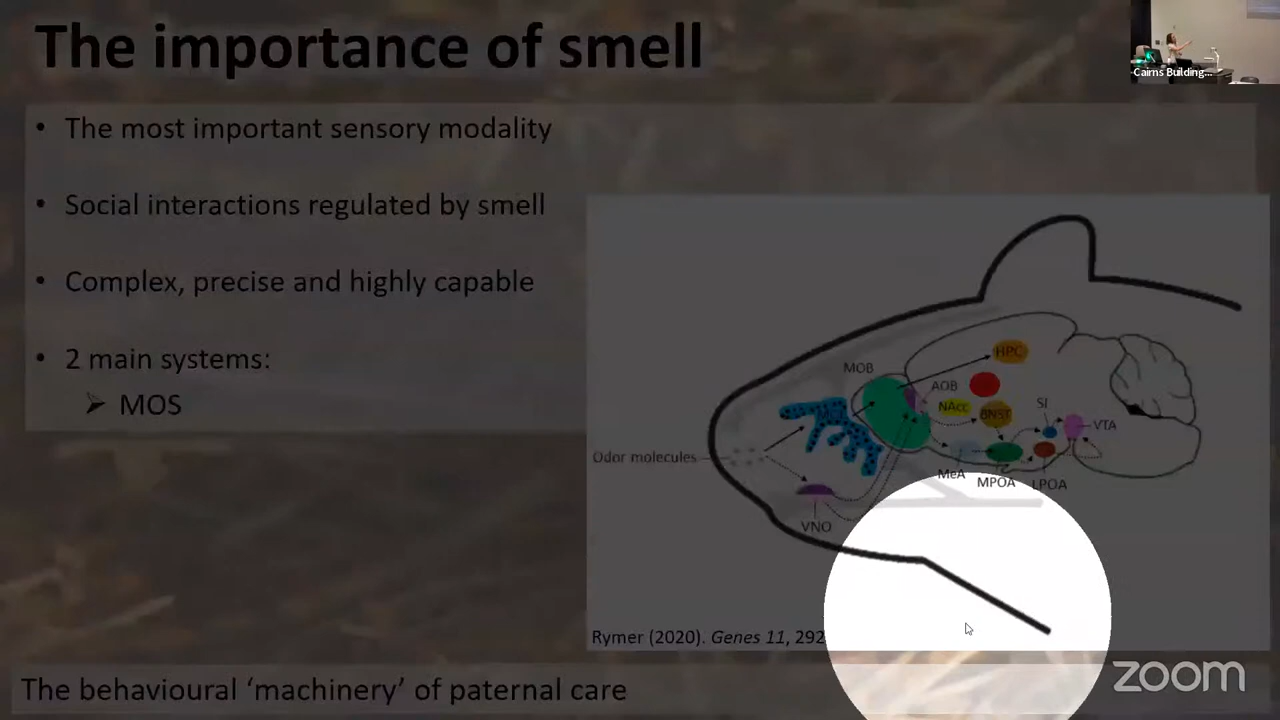 The importance of smell
Cairns Building...
• The most important sensory modality
• Social interactions regulated by smell
• Complex, precise and highly capable
• 2 main systems:
➢ MOS
MOB
HPC
AOB
NAcc
BNST
SI
VTA
Odor molecules
MeA
MPOA
LPOA
VNO
Rymer (2020). Genes 11, 292
The behavioural ‘machinery’ of paternal care
zoom